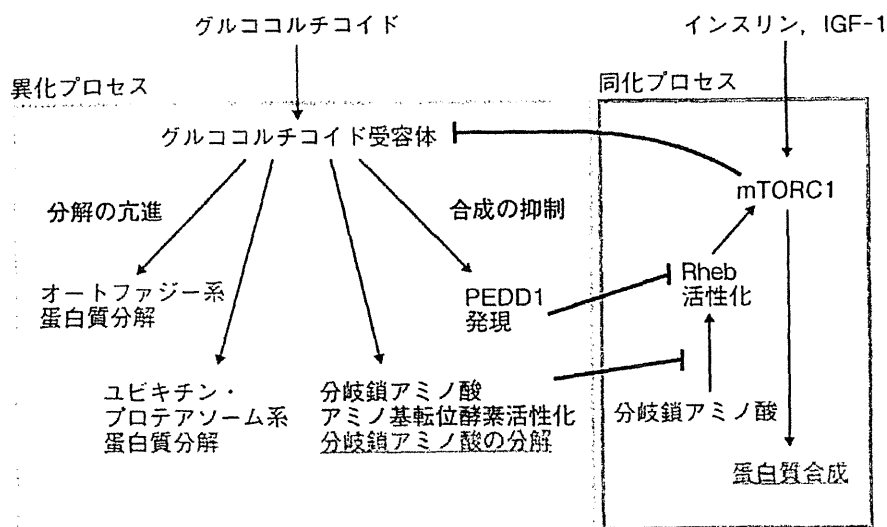 グルココルチコイド
インスリン, IGF-1
異化プロセス
同化プロセス
グルココルチコイド受容体
mTORC1
分解の亢進
合成の抑制
オートファジー系
蛋白質分解
PEDD1
発現
Rheb
活性化
ユビキチン・
プロテアソーム系
蛋白質分解
分岐鎖アミノ酸
アミノ基転位酵素活性化
分岐鎖アミノ酸の分解
分岐鎖アミノ酸
蛋白質合成